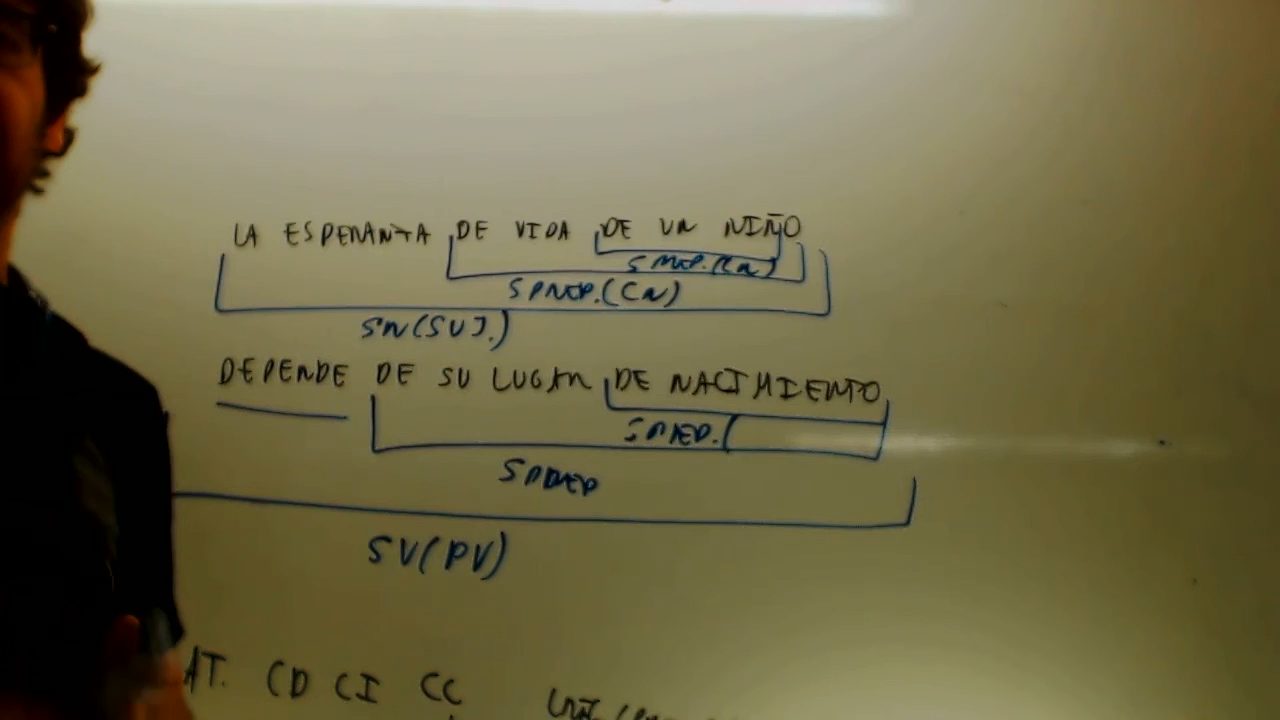 LA ESPERANZA DE VIDA DE UN NIÑO
SPREP.(CN)
SPREP.(CN)
SN(SUJ.)
DEPENDE DE SU LUGAR DE NACIMIENTO
SPREP.(
SPREP
SV(PV)
AT. CD CI CC